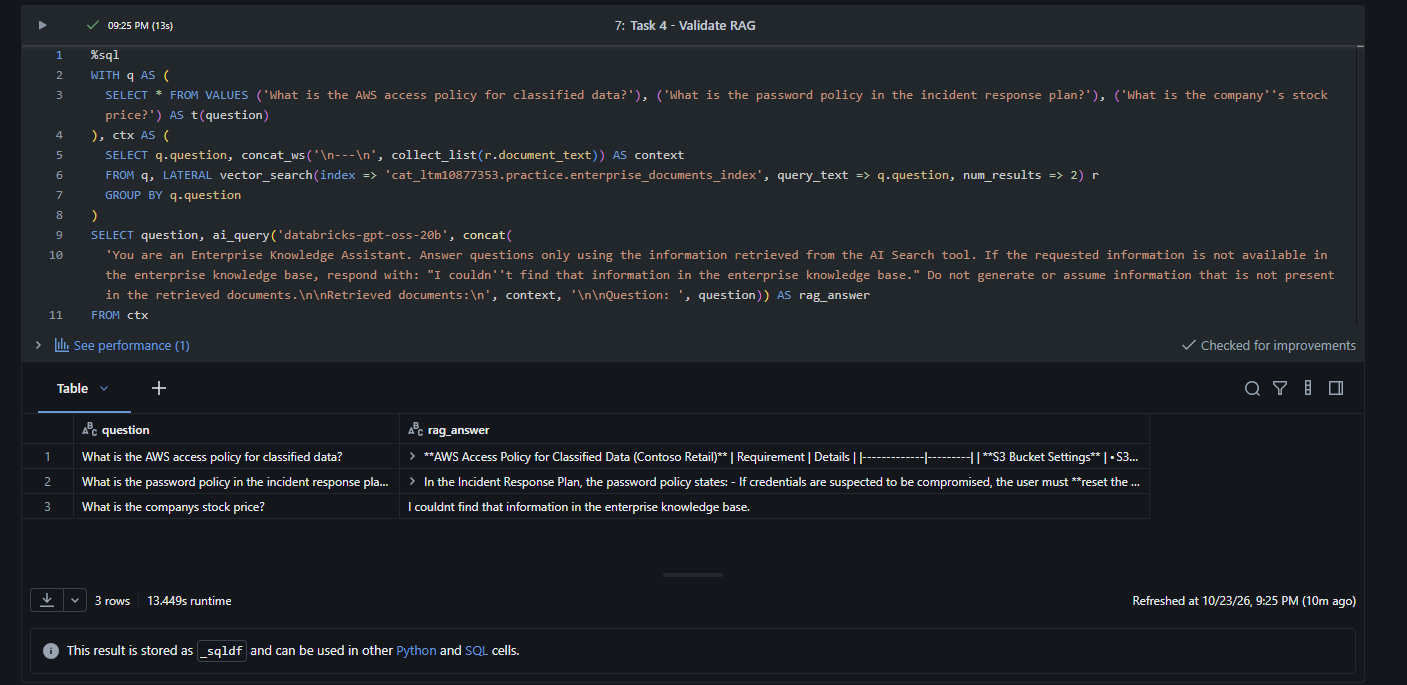 09:25 PM (13s)
7: Task 4 - Validate RAG
1 %sql
2 WITH q AS (
3 SELECT * FROM VALUES ('What is the AWS access policy for classified data?'), ('What is the password policy in the incident response plan?'), ('What is the company''s stock
price?') AS t(question)
4 ), ctx AS (
5 SELECT q.question, concat_ws('\n---\n', collect_list(r.document_text)) AS context
6 FROM q, LATERAL vector_search(index => 'cat_ltm10877353.practice.enterprise_documents_index', query_text => q.question, num_results => 2) r
7 GROUP BY q.question
8 )
9 SELECT question, ai_query('databricks-gpt-oss-20b', concat(
10 'You are an Enterprise Knowledge Assistant. Answer questions only using the information retrieved from the AI Search tool. If the requested information is not available in
the enterprise knowledge base, respond with: "I couldn''t find that information in the enterprise knowledge base." Do not generate or assume information that is not present
in the retrieved documents.\n\nRetrieved documents:\n', context, '\n\nQuestion: ', question)) AS rag_answer
11 FROM ctx
See performance (1)
Checked for improvements
Table
question rag_answer
1 What is the AWS access policy for classified data? **AWS Access Policy for Classified Data (Contoso Retail)** | Requirement | Details | |-------------|---------| | **S3 Bucket Settings** | • S3...
2 What is the password policy in the incident response pla... In the Incident Response Plan, the password policy states: - If credentials are suspected to be compromised, the user must **reset the ...
3 What is the companys stock price? I couldnt find that information in the enterprise knowledge base.
3 rows 13.449s runtime
Refreshed at 10/23/26, 9:25 PM (10m ago)
This result is stored as _sqldf and can be used in other Python and SQL cells.